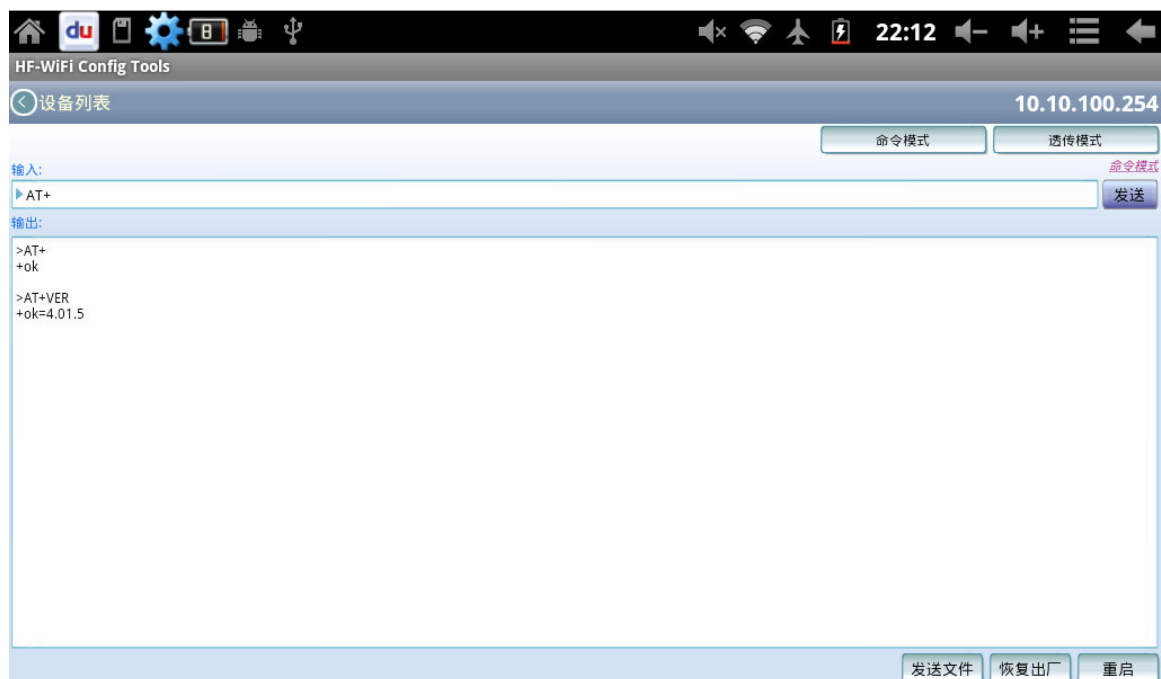 du 8 22:12
HF-WiFi Config Tools
设备列表 10.10.100.254
命令模式 透传模式
输入: 命令模式
AT+ 发送
输出:
>AT+
+ok
>AT+VER
+ok=4.01.5
发送文件 恢复出厂 重启